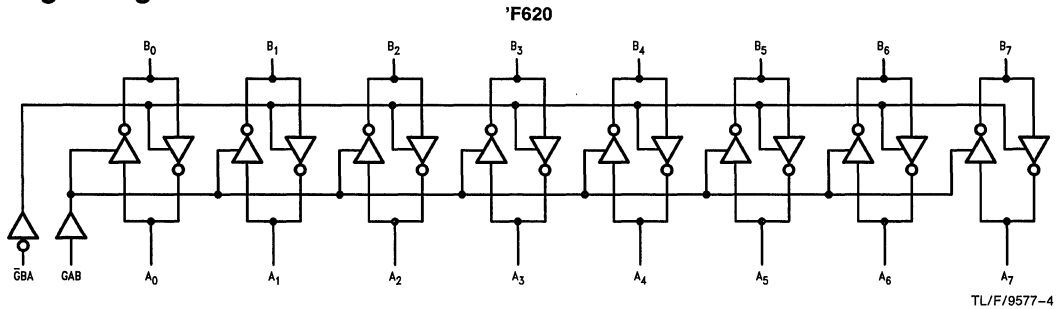 'F620
B₀ B₁ B₂ B₃ B₄ B₅ B₆ B₇
G̅BA GAB A₀ A₁ A₂ A₃ A₄ A₅ A₆ A₇
TL/F/9577-4